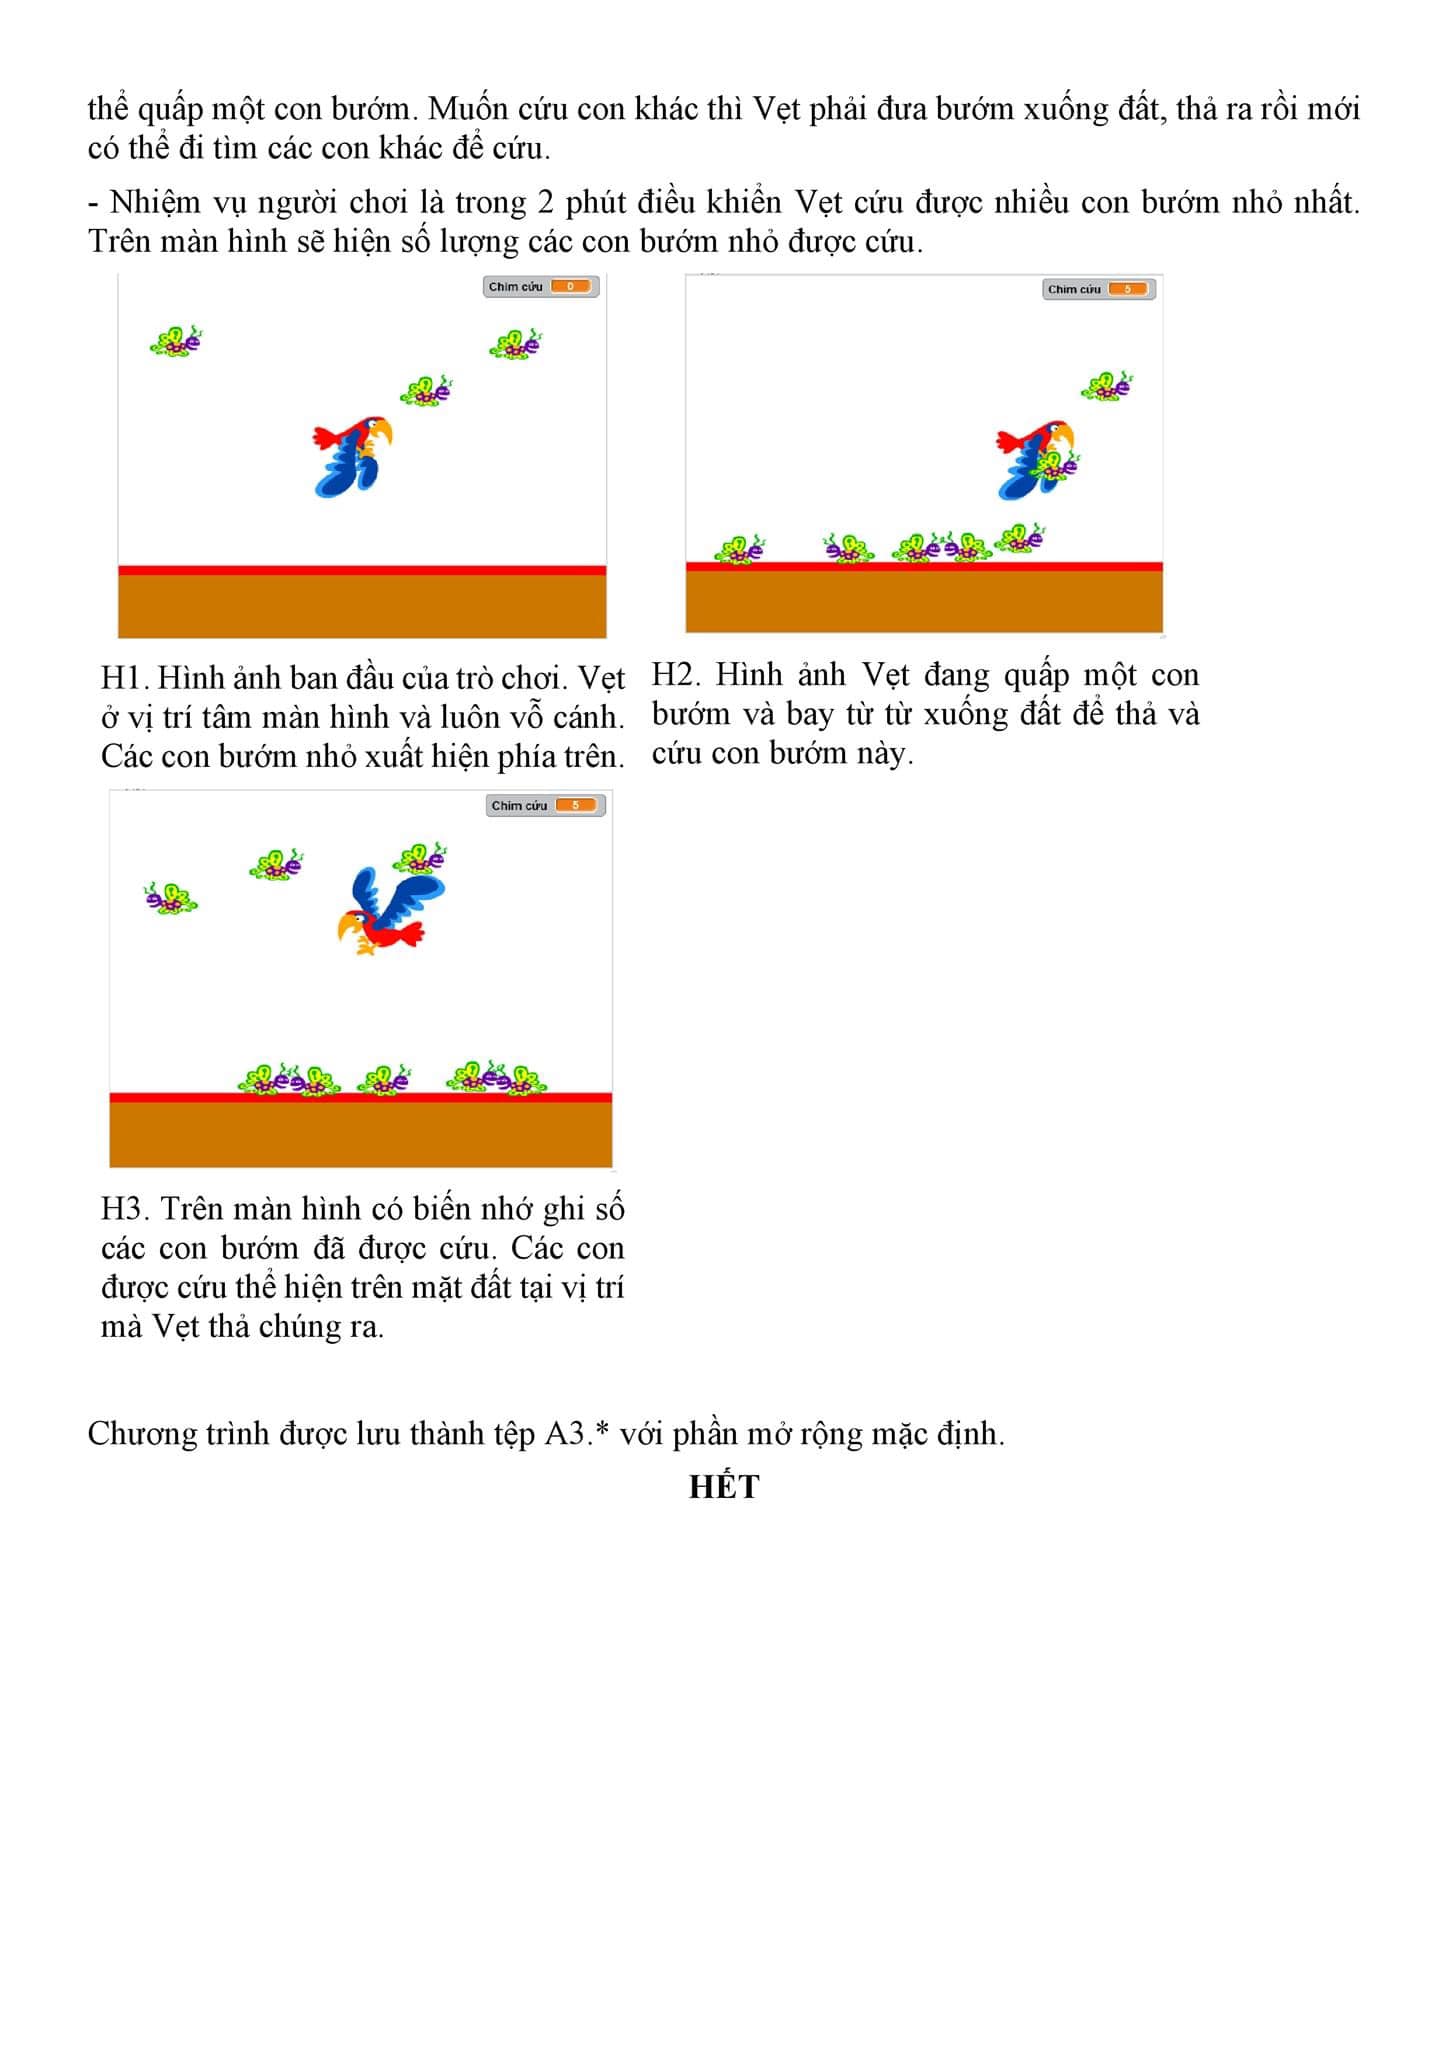 thể quấp một con bướm. Muốn cứu con khác thì Vẹt phải đưa bướm xuống đất, thả ra rồi mới
có thể đi tìm các con khác để cứu.
- Nhiệm vụ người chơi là trong 2 phút điều khiển Vẹt cứu được nhiều con bướm nhỏ nhất.
Trên màn hình sẽ hiện số lượng các con bướm nhỏ được cứu.
Chim cứu 0
Chim cứu 5
H1. Hình ảnh ban đầu của trò chơi. Vẹt
ở vị trí tâm màn hình và luôn vỗ cánh.
Các con bướm nhỏ xuất hiện phía trên.
H2. Hình ảnh Vẹt đang quấp một con
bướm và bay từ từ xuống đất để thả và
cứu con bướm này.
Chim cứu 5
H3. Trên màn hình có biến nhớ ghi số
các con bướm đã được cứu. Các con
được cứu thể hiện trên mặt đất tại vị trí
mà Vẹt thả chúng ra.
Chương trình được lưu thành tệp A3.* với phần mở rộng mặc định.
HẾT